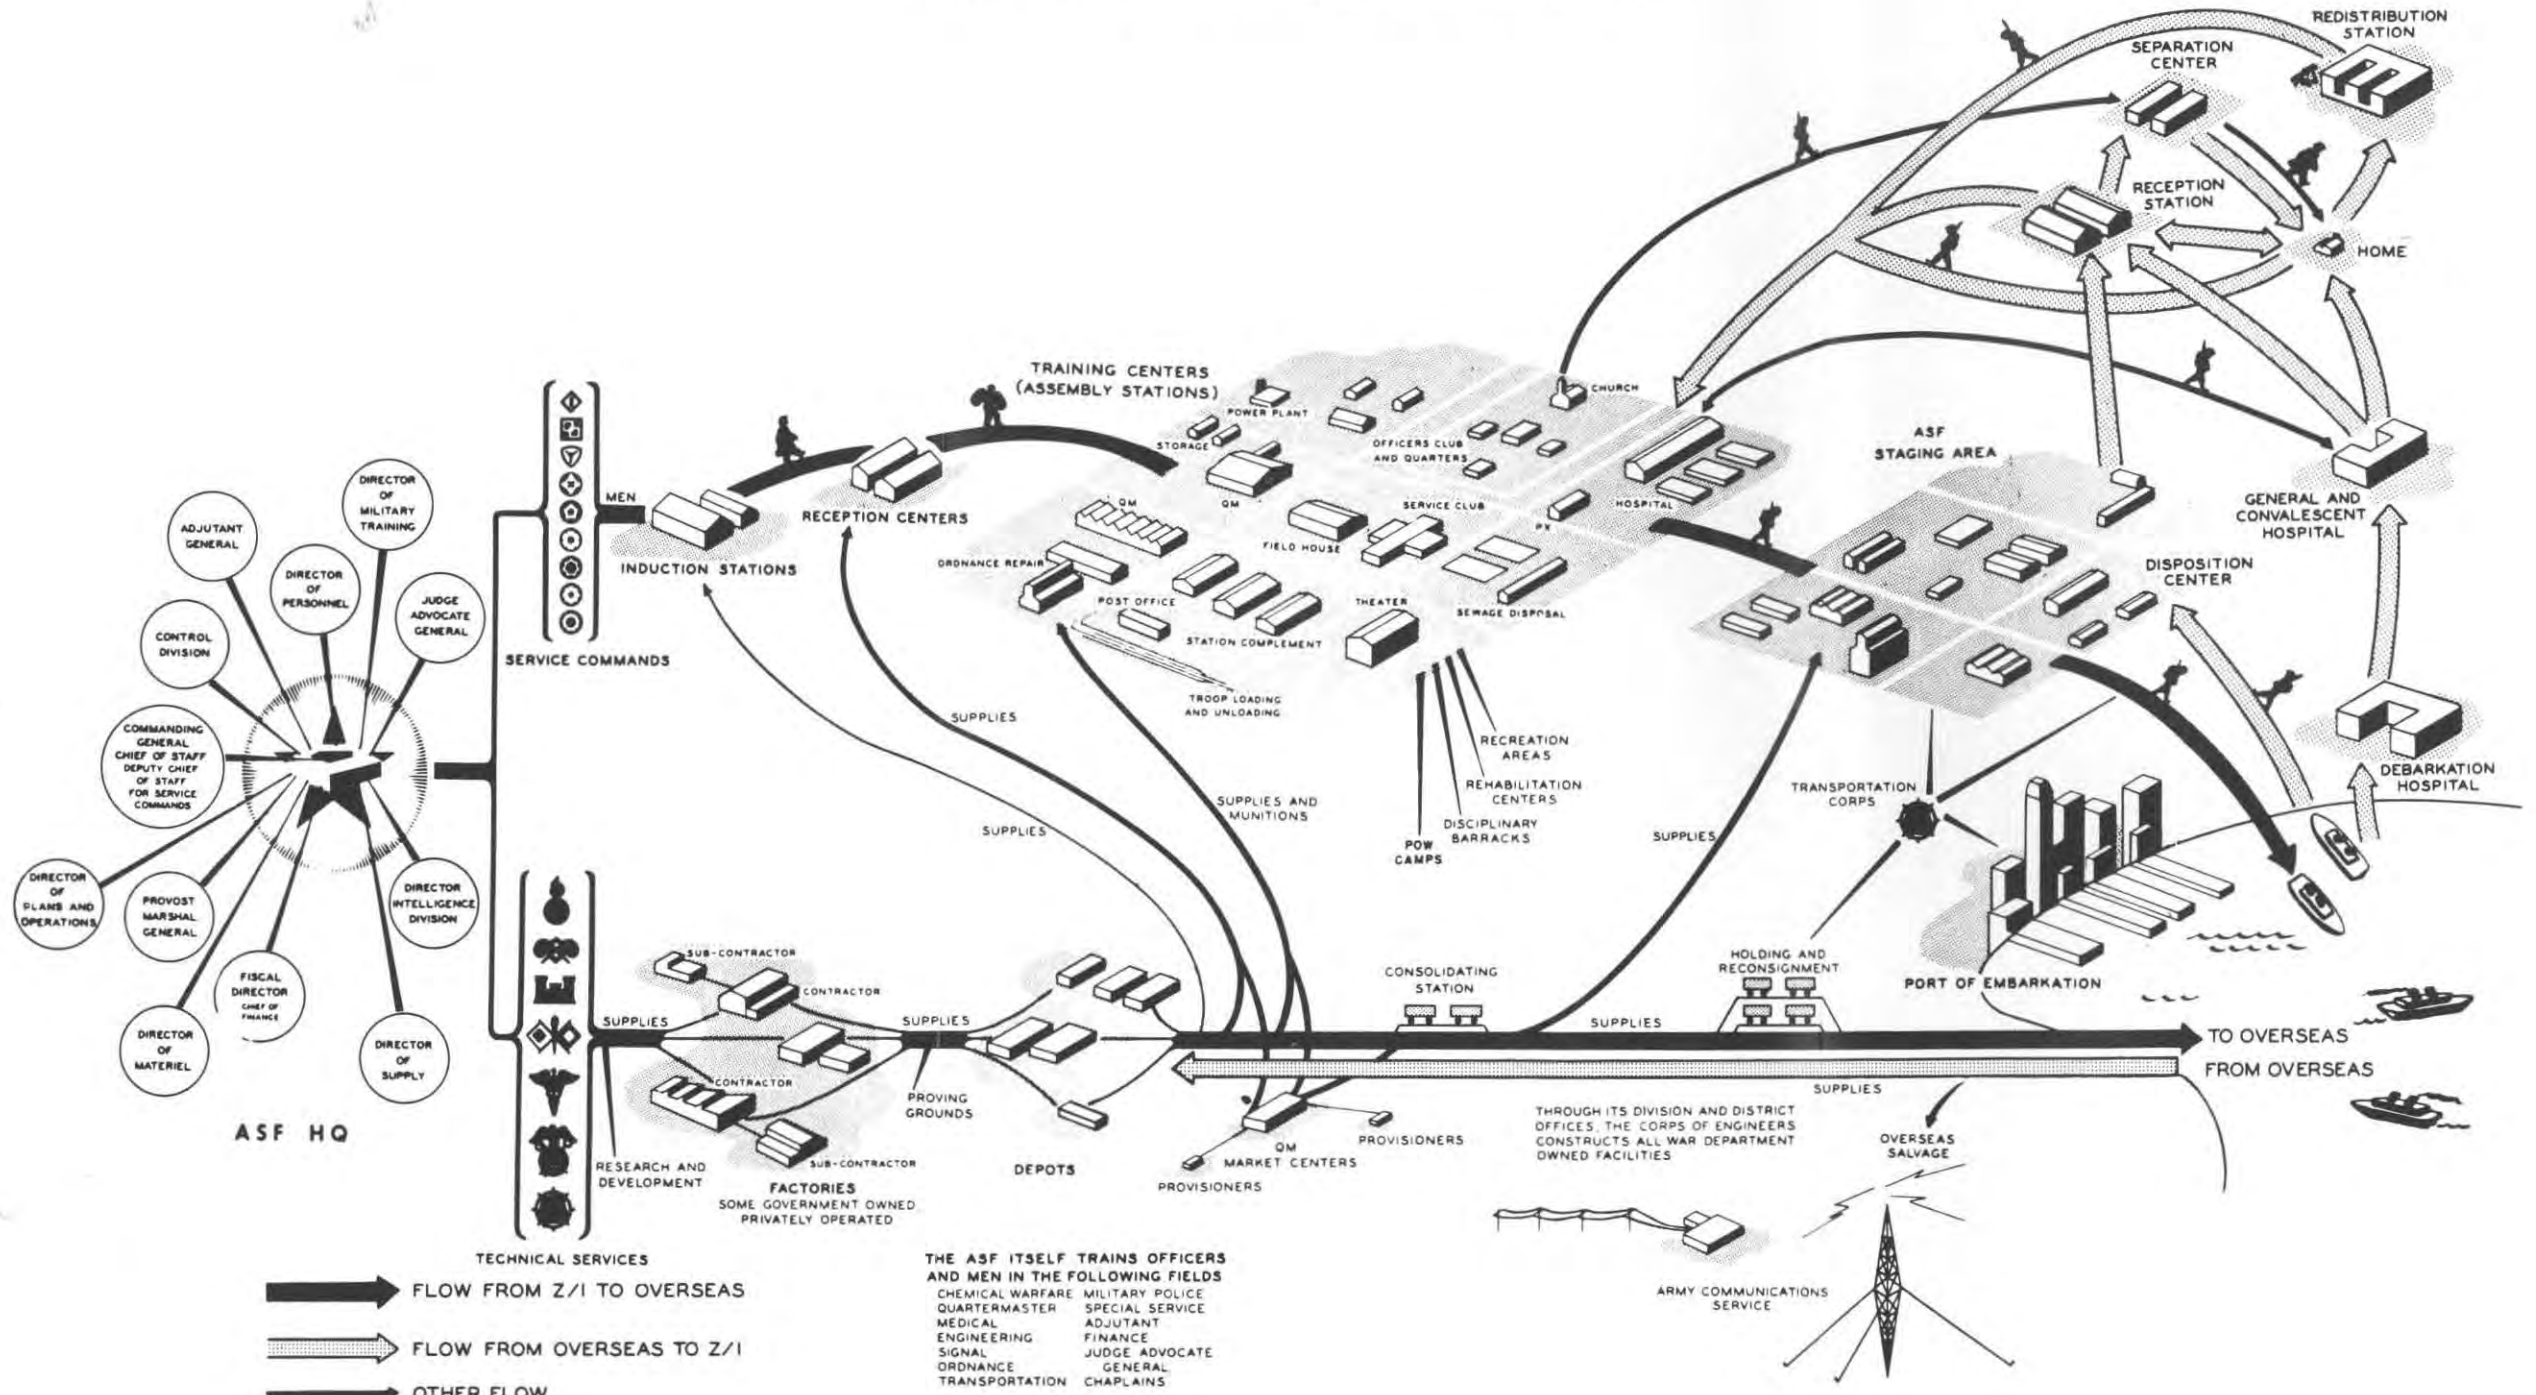 REDISTRIBUTION
STATION
SEPARATION
CENTER
RECEPTION
STATION
HOME
TRAINING CENTERS
(ASSEMBLY STATIONS)
POWER PLANT
STORAGE
CHURCH
OFFICERS CLUB
AND QUARTERS
QM
QM
SERVICE CLUB
HOSPITAL
PX
FIELD HOUSE
ORDNANCE REPAIR
POST OFFICE
STATION COMPLEMENT
THEATER
SEWAGE DISPOSAL
TROOP LOADING
AND UNLOADING
RECREATION
AREAS
REHABILITATION
CENTERS
DISCIPLINARY
BARRACKS
POW
CAMPS
ASF
STAGING AREA
GENERAL AND
CONVALESCENT
HOSPITAL
DISPOSITION
CENTER
DEBARKATION
HOSPITAL
TRANSPORTATION
CORPS
PORT OF EMBARKATION
MEN
INDUCTION STATIONS
RECEPTION CENTERS
SERVICE COMMANDS
ADJUTANT
GENERAL
DIRECTOR
OF
MILITARY
TRAINING
DIRECTOR
OF
PERSONNEL
JUDGE
ADVOCATE
GENERAL
CONTROL
DIVISION
COMMANDING
GENERAL
CHIEF OF STAFF
DEPUTY CHIEF
OF STAFF
FOR SERVICE
COMMANDS
DIRECTOR
OF
PLANS AND
OPERATIONS
PROVOST
MARSHAL
GENERAL
DIRECTOR
INTELLIGENCE
DIVISION
FISCAL
DIRECTOR
CHIEF OF
FINANCE
DIRECTOR
OF
MATERIEL
DIRECTOR
OF
SUPPLY
ASF HQ
SUPPLIES
SUPPLIES
SUPPLIES AND
MUNITIONS
SUPPLIES
SUB-CONTRACTOR
CONTRACTOR
SUPPLIES
SUPPLIES
CONTRACTOR
SUB-CONTRACTOR
RESEARCH AND
DEVELOPMENT
FACTORIES
SOME GOVERNMENT OWNED
PRIVATELY OPERATED
PROVING
GROUNDS
DEPOTS
CONSOLIDATING
STATION
HOLDING AND
RECONSIGNMENT
SUPPLIES
TO OVERSEAS
FROM OVERSEAS
SUPPLIES
PROVISIONERS
QM
MARKET CENTERS
PROVISIONERS
THROUGH ITS DIVISION AND DISTRICT
OFFICES, THE CORPS OF ENGINEERS
CONSTRUCTS ALL WAR DEPARTMENT
OWNED FACILITIES
OVERSEAS
SALVAGE
ARMY COMMUNICATIONS
SERVICE
TECHNICAL SERVICES
FLOW FROM Z/I TO OVERSEAS
FLOW FROM OVERSEAS TO Z/I
OTHER FLOW
THE ASF ITSELF TRAINS OFFICERS
AND MEN IN THE FOLLOWING FIELDS
CHEMICAL WARFARE MILITARY POLICE
QUARTERMASTER SPECIAL SERVICE
MEDICAL ADJUTANT
ENGINEERING FINANCE
SIGNAL JUDGE ADVOCATE
ORDNANCE GENERAL
TRANSPORTATION CHAPLAINS